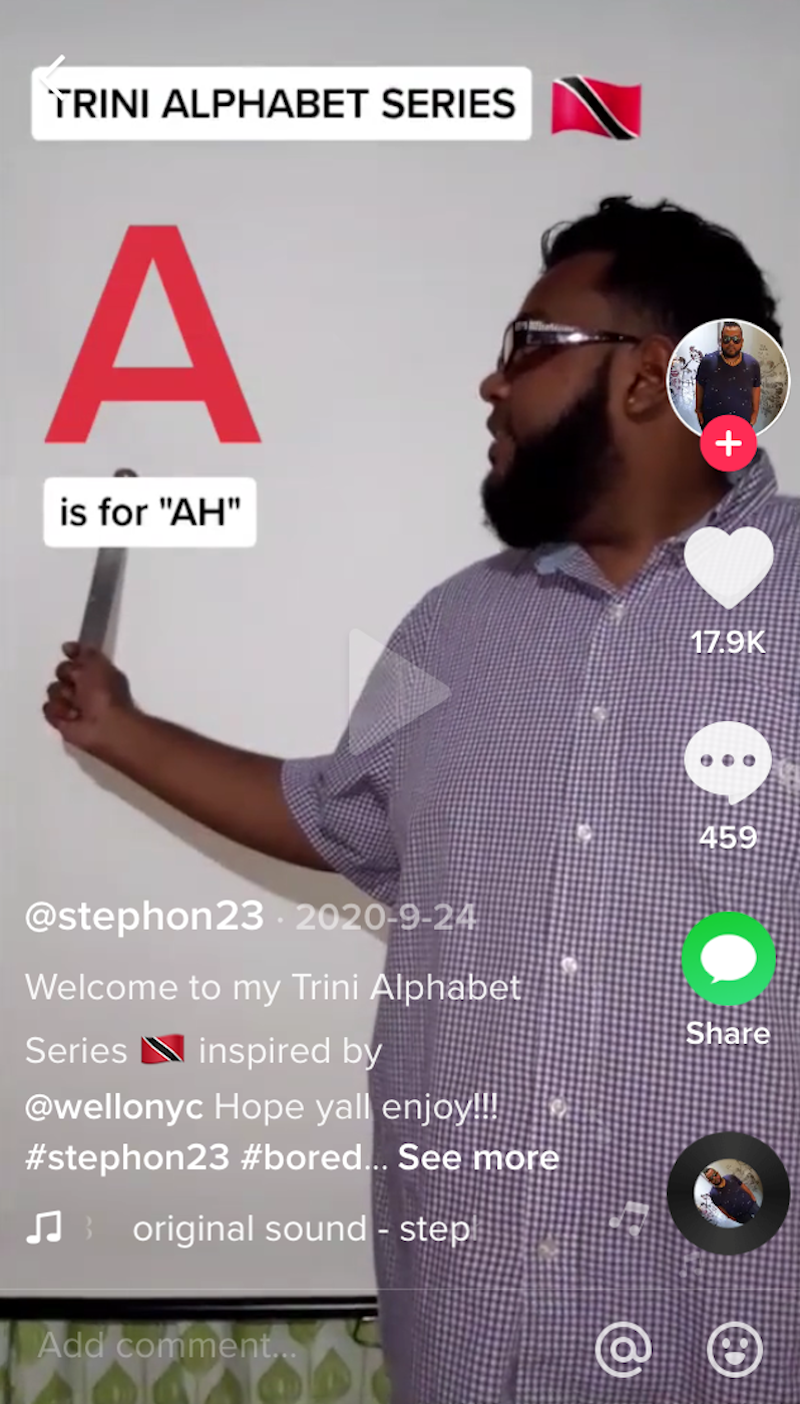 TRINI ALPHABET SERIES
A
is for "AH"
17.9K
459
@stephon23 · 2020-9-24
Welcome to my Trini Alphabet
Share
Series 🇹🇹 inspired by
@wellonyc Hope yall enjoy!!!
#stephon23 #bored... See more
original sound - step
Add comment...